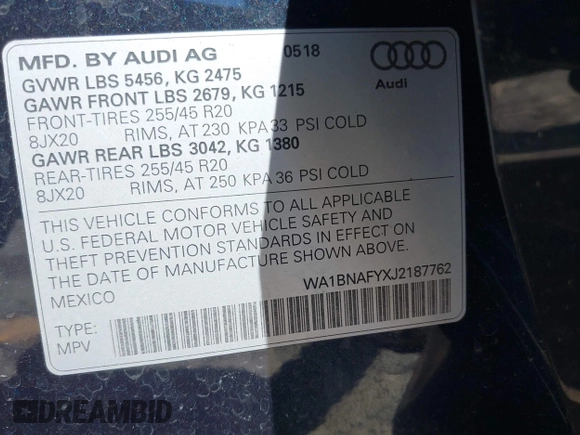 MFD. BY AUDI AG 0518
GVWR LBS 5456, KG 2475
GAWR FRONT LBS 2679, KG 1215
FRONT-TIRES 255/45 R20
8JX20 RIMS, AT 230 KPA 33 PSI COLD
GAWR REAR LBS 3042, KG 1380
REAR-TIRES 255/45 R20
8JX20 RIMS, AT 250 KPA 36 PSI COLD
Audi
THIS VEHICLE CONFORMS TO ALL APPLICABLE
U.S. FEDERAL MOTOR VEHICLE SAFETY AND
THEFT PREVENTION STANDARDS IN EFFECT ON
THE DATE OF MANUFACTURE SHOWN ABOVE.
MEXICO WA1BNAFYXJ2187762
TYPE:
MPV
DREAMBID